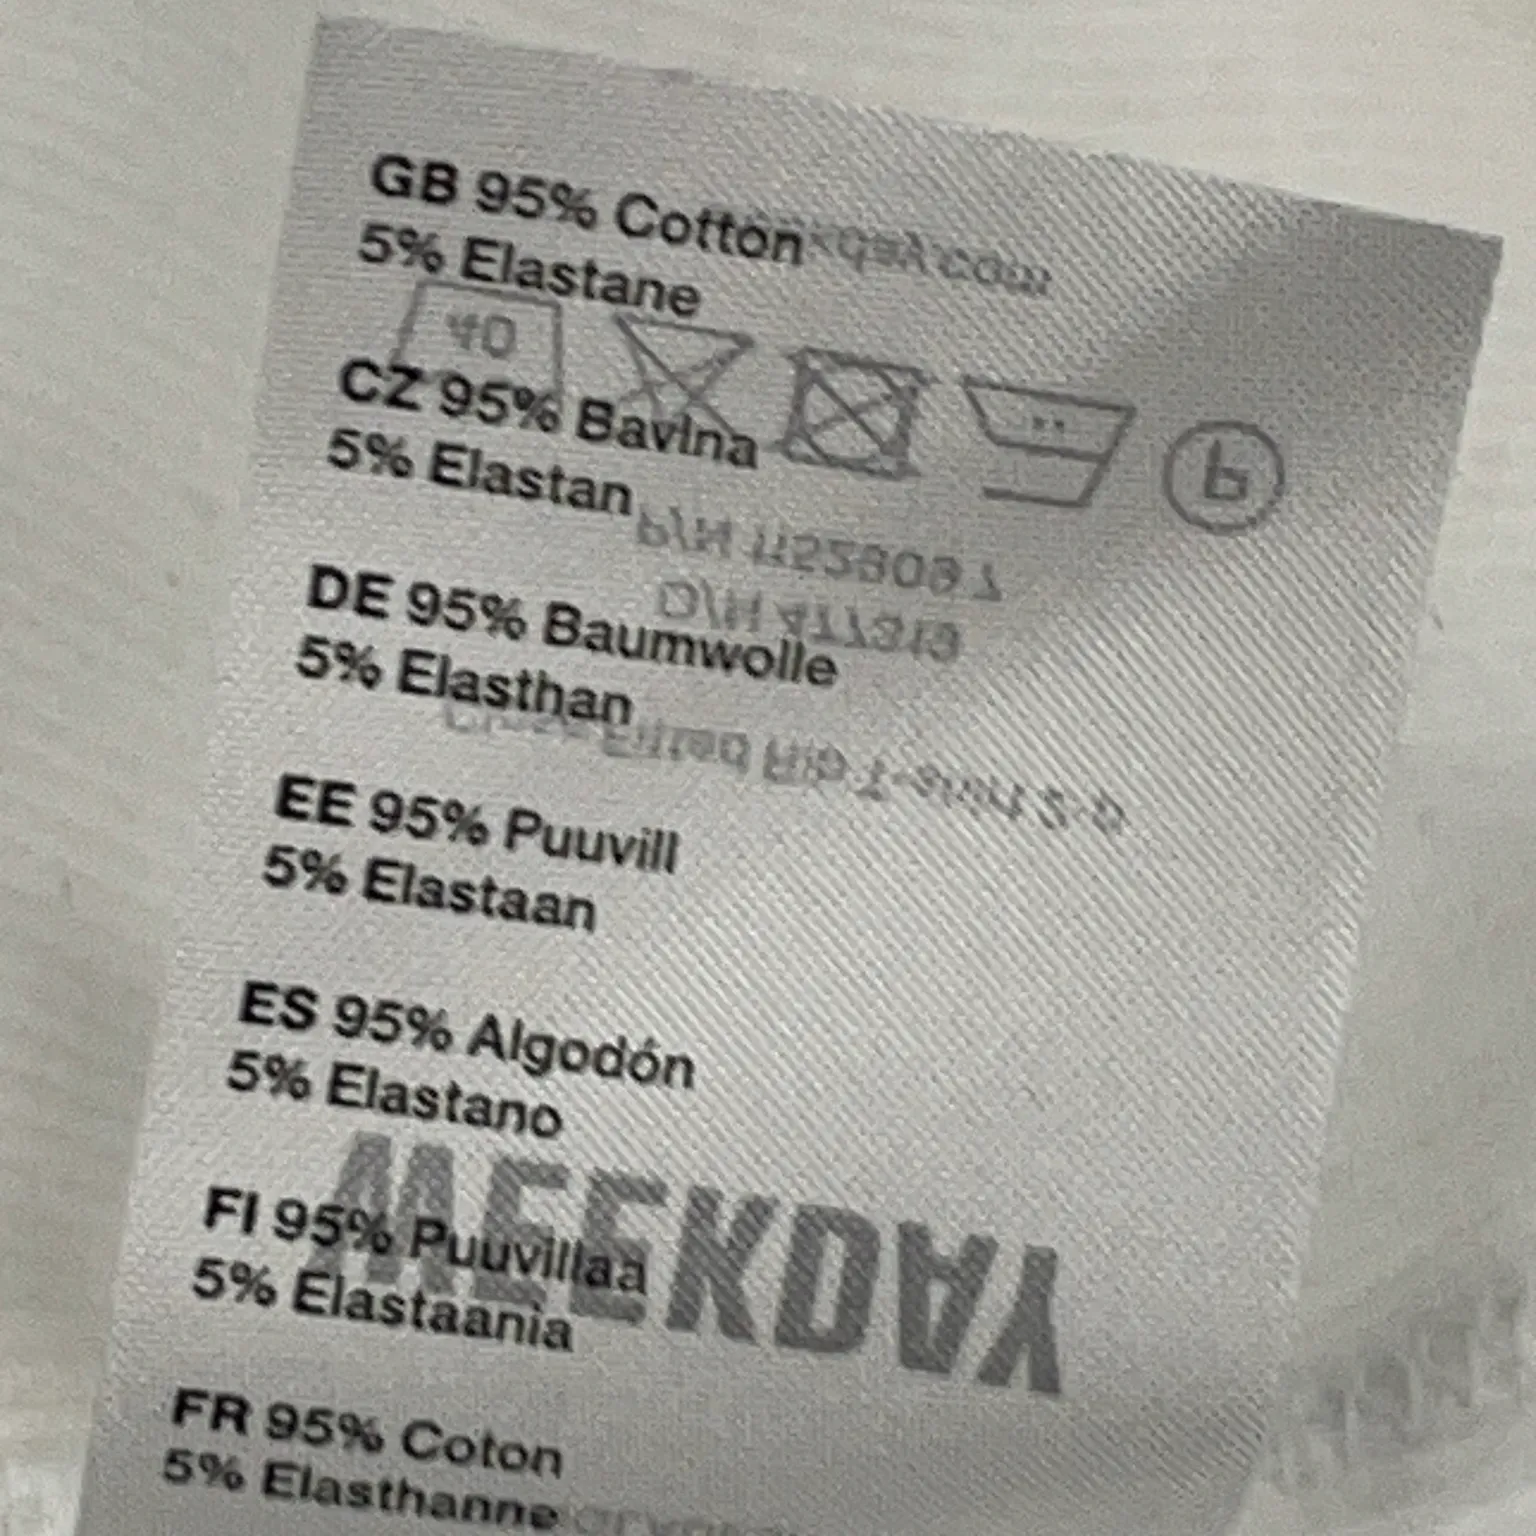 GB 95% Cotton
5% Elastane
40
CZ 95% Bavlna
5% Elastan
DE 95% Baumwolle
5% Elasthan
EE 95% Puuvill
5% Elastaan
ES 95% Algodón
5% Elastano
WEEKDAY
FI 95% Puuvillaa
5% Elastaania
FR 95% Coton
5% Elasthanne